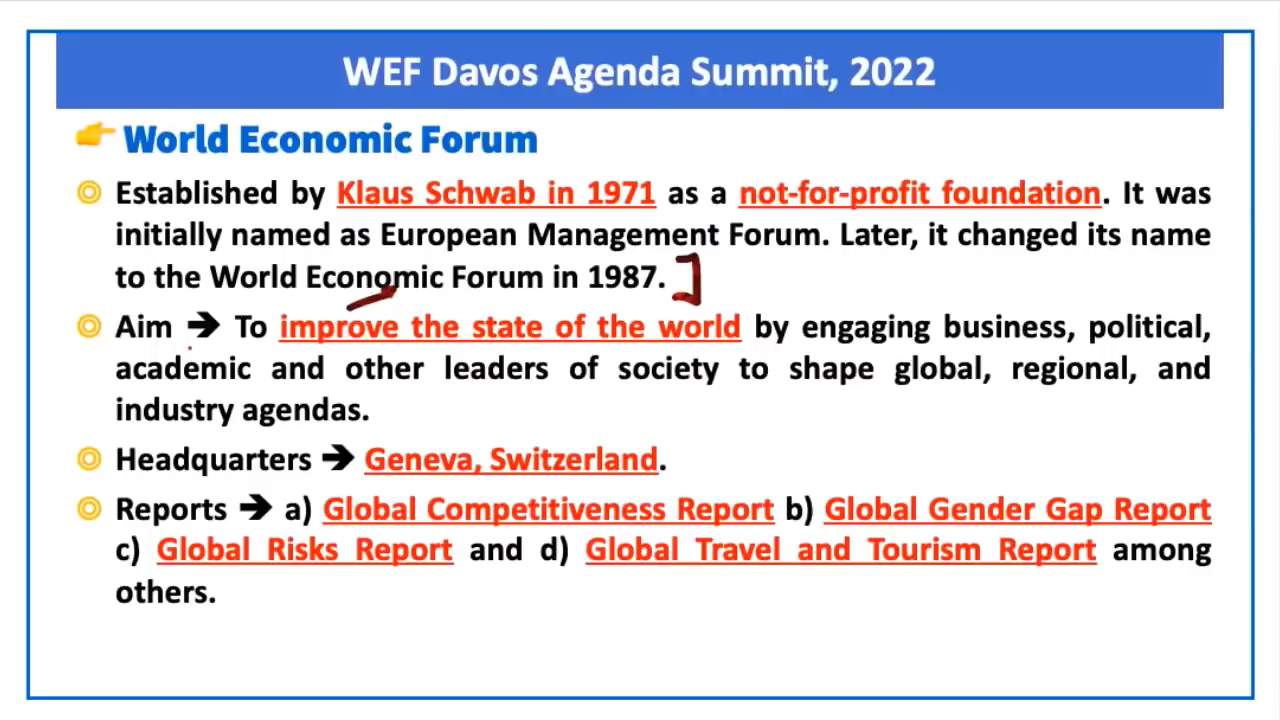 WEF Davos Agenda Summit, 2022
World Economic Forum
Established by Klaus Schwab in 1971 as a not-for-profit foundation. It was
initially named as European Management Forum. Later, it changed its name
to the World Economic Forum in 1987.
Aim ➔ To improve the state of the world by engaging business, political,
academic and other leaders of society to shape global, regional, and
industry agendas.
Headquarters ➔ Geneva, Switzerland.
Reports ➔ a) Global Competitiveness Report b) Global Gender Gap Report
c) Global Risks Report and d) Global Travel and Tourism Report among
others.